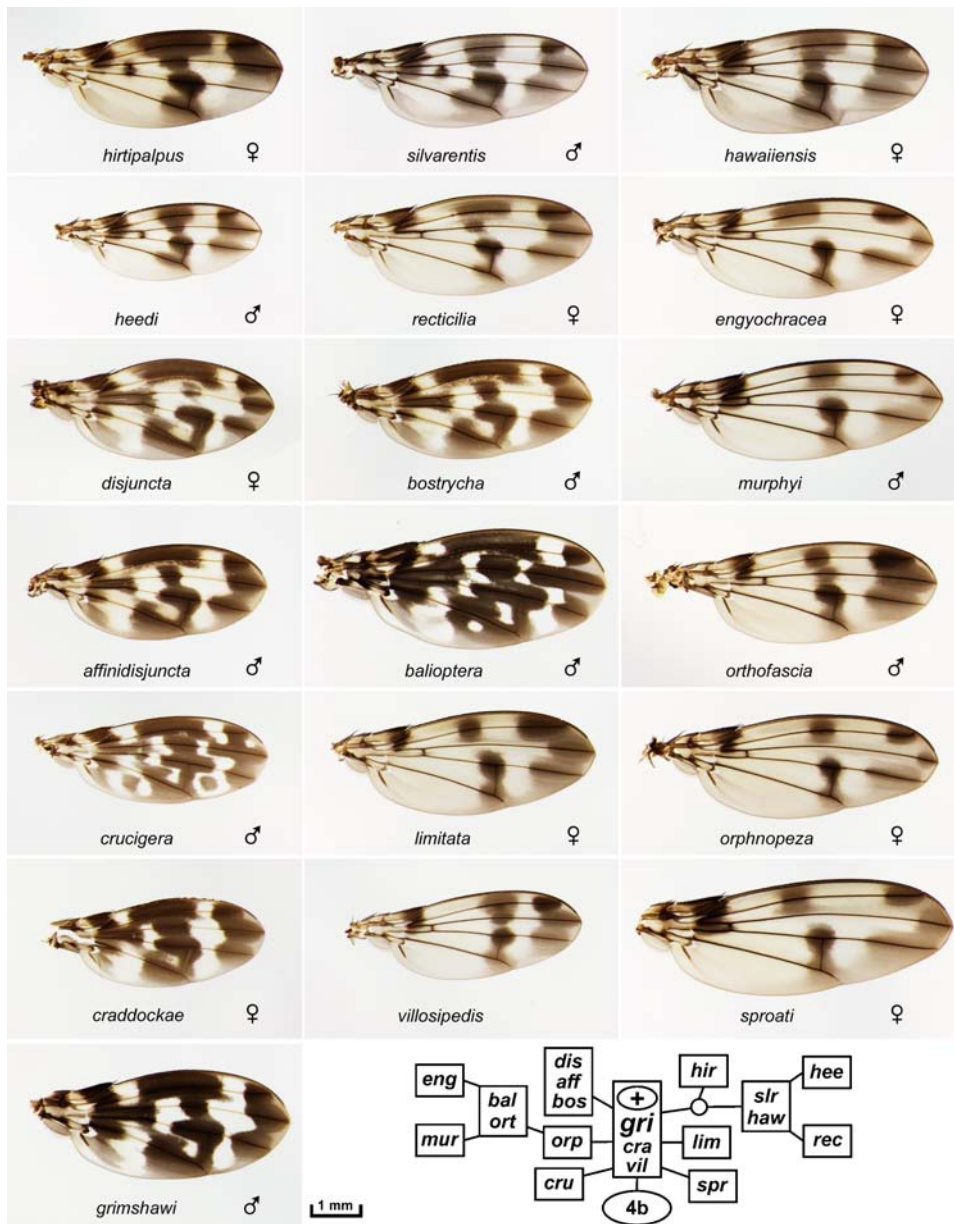 hirtipalpus ♀
silvarentis ♂
hawaiiensis ♀
heedi ♂
recticilia ♀
engyochracea ♀
disjuncta ♀
bostrycha ♂
murphyi ♂
affinidisjuncta ♂
balioptera ♂
orthofascia ♂
crucigera ♂
limitata ♀
orphnopeza ♀
craddockae ♀
villosipedis
sproati ♀
grimshawi ♂
1 mm
eng
mur
bal
ort
orp
dis
aff
bos
cru
+
gri
cra
vil
4b
hir
lim
spr
slr
haw
hee
rec